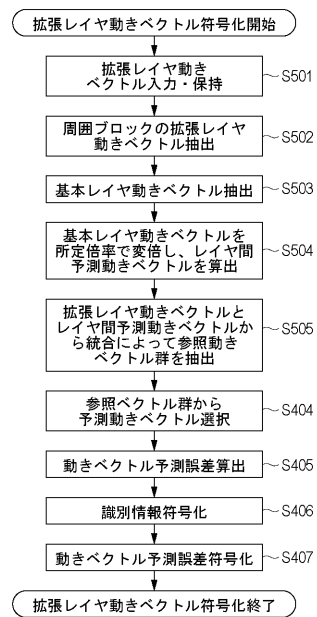 拡張レイヤ動きベクトル符号化開始
拡張レイヤ動き
ベクトル入力・保持
S501
周囲ブロックの拡張レイヤ
動きベクトル抽出
S502
基本レイヤ動きベクトル抽出
S503
基本レイヤ動きベクトルを
所定倍率で変倍し、レイヤ間
予測動きベクトルを算出
S504
拡張レイヤ動きベクトルと
レイヤ間予測動きベクトルか
ら統合によって参照動き
ベクトル群を抽出
S505
参照ベクトル群から
予測動きベクトル選択
S404
動きベクトル予測誤差算出
S405
識別情報符号化
S406
動きベクトル予測誤差符号化
S407
拡張レイヤ動きベクトル符号化終了